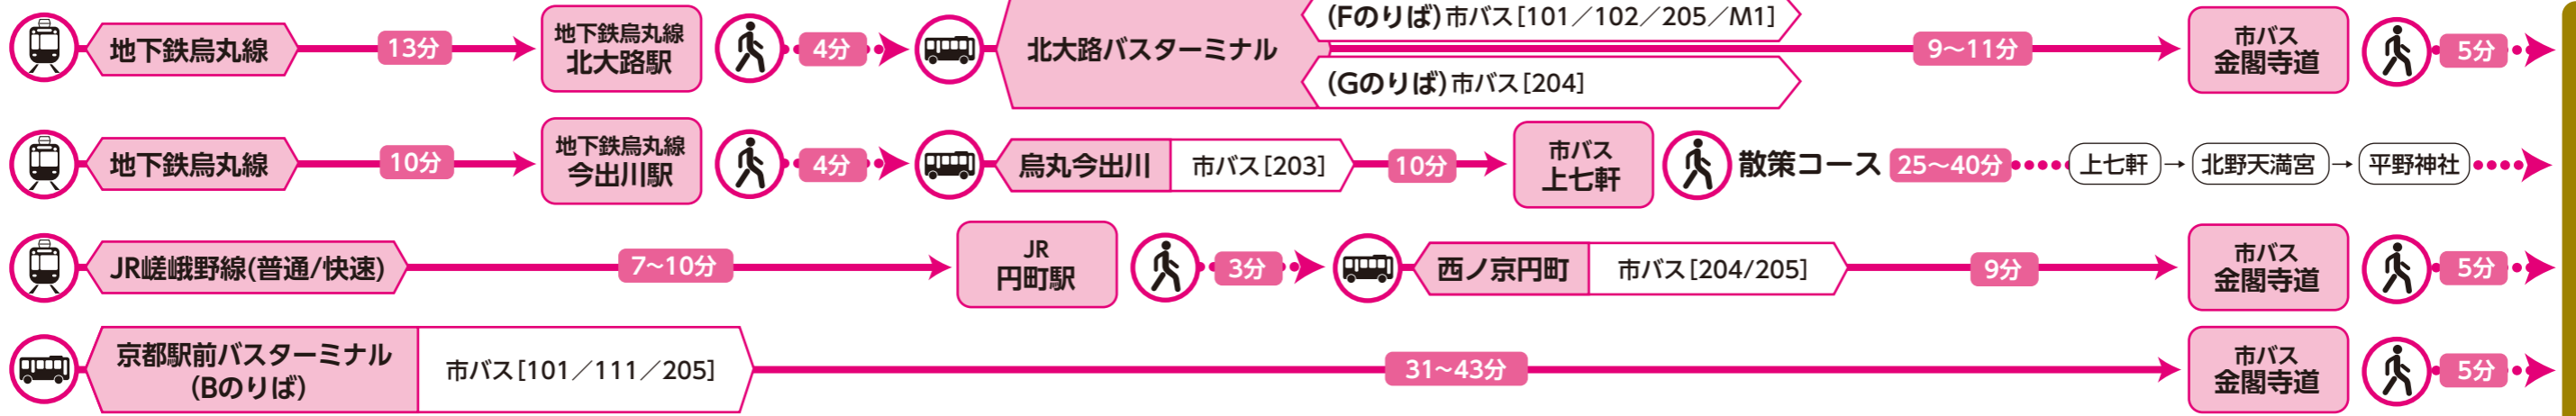 地下鉄烏丸線
13分
地下鉄烏丸線
北大路駅
4分
北大路バスターミナル
(Fのりば)市バス[101／102／205／M1]
(Gのりば)市バス[204]
9〜11分
市バス
金閣寺道
5分
地下鉄烏丸線
10分
地下鉄烏丸線
今出川駅
4分
烏丸今出川
市バス[203]
10分
市バス
上七軒
散策コース
25〜40分
上七軒→北野天満宮→平野神社
JR嵯峨野線(普通/快速)
7〜10分
JR
円町駅
3分
西ノ京円町
市バス[204/205]
9分
市バス
金閣寺道
5分
京都駅前バスターミナル
(Bのりば)
市バス[101／111／205]
31〜43分
市バス
金閣寺道
5分